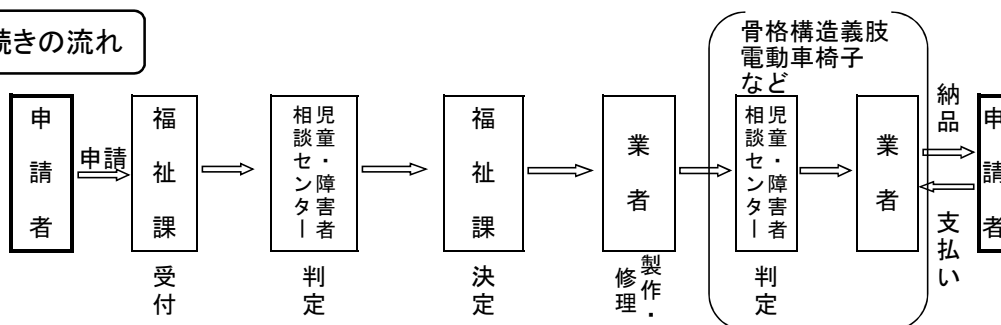 続きの流れ
骨格構造義肢
電動車椅子
など
申請者
申請
福祉課
児童・障害者
相談センター
福祉課
業者
児童・障害者
相談センター
業者
納品
支払い
申請者
受付
判定
決定
製作・
修理
判定